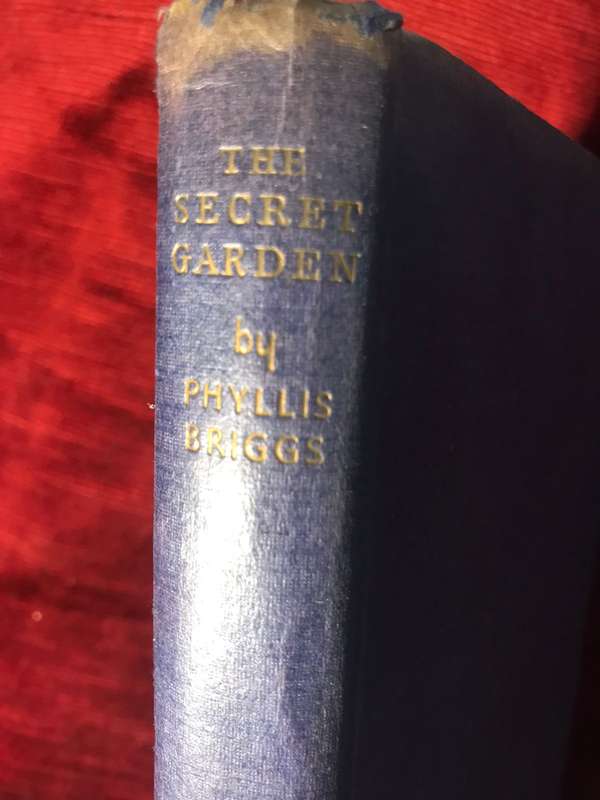 THE
SECRET
GARDEN
by
PHYLLIS
BRIGGS